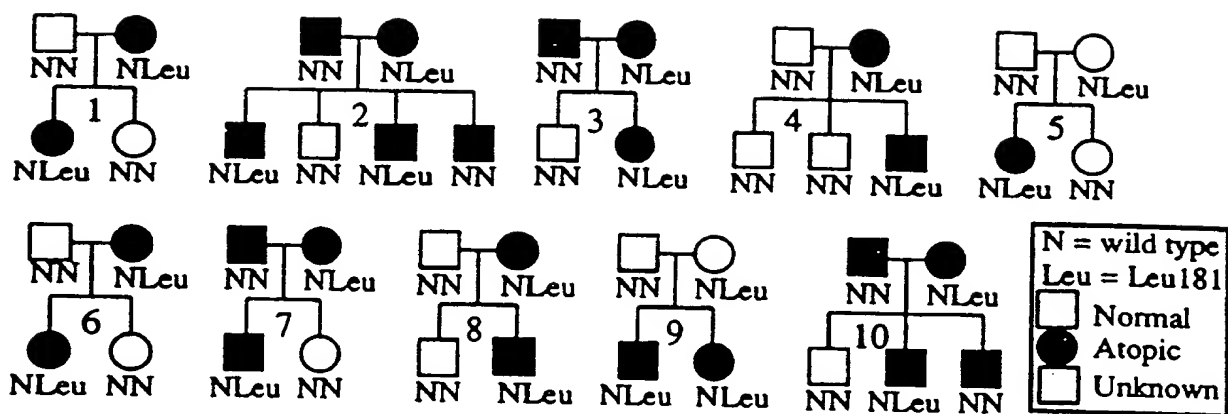 NN NLeu NN NLeu NN NLeu NN NLeu NN NLeu
1 2 3 4 5
NLeu NN NLeu NN NLeu NN NN NLeu NN NN NLeu NLeu NN
NN NLeu NN NLeu NN NLeu NN NLeu NN NLeu
6 7 8 9 10
NLeu NN NLeu NN NN NLeu NLeu NLeu NN NLeu NN
N = wild type
Leu = Leu181
Normal
Atopic
Unknown